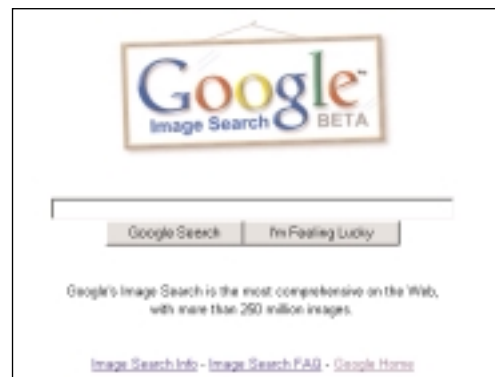 Google™
Image Search BETA
Google Search I'm Feeling Lucky
Google's Image Search is the most comprehensive on the Web,
with more than 250 million images.
Image Search Info - Image Search FAQ - Google Home